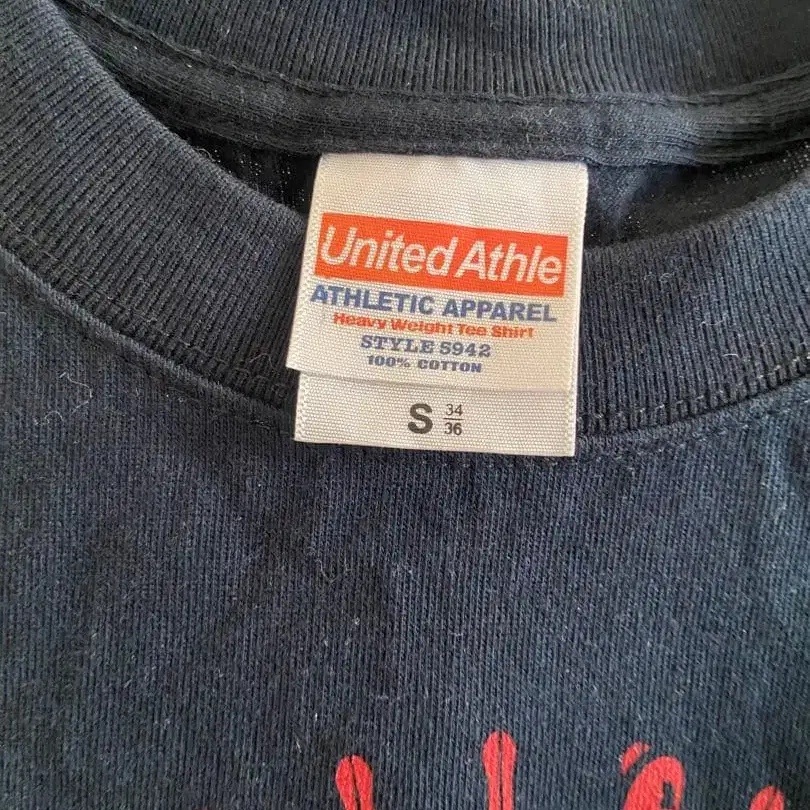 United Athle
ATHLETIC APPAREL
Heavy Weight Tee Shirt
STYLE 5942
100% COTTON
S 34/36